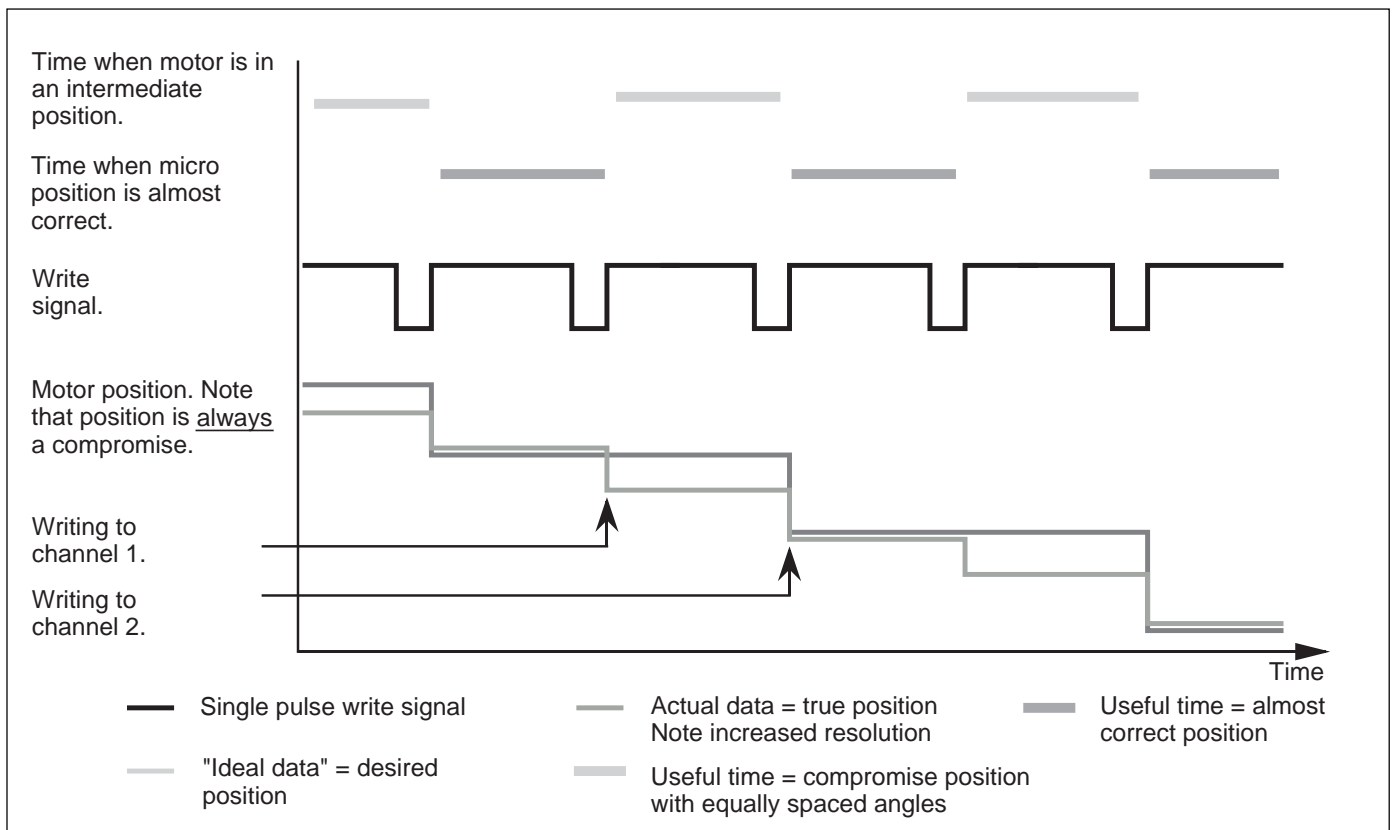 Time when motor is in
an intermediate
position.
Time when micro
position is almost
correct.
Write
signal.
Motor position. Note
that position is always
a compromise.
Writing to
channel 1.
Writing to
channel 2.
Time
Single pulse write signal
"Ideal data" = desired
position
Actual data = true position
Note increased resolution
Useful time = compromise position
with equally spaced angles
Useful time = almost
correct position